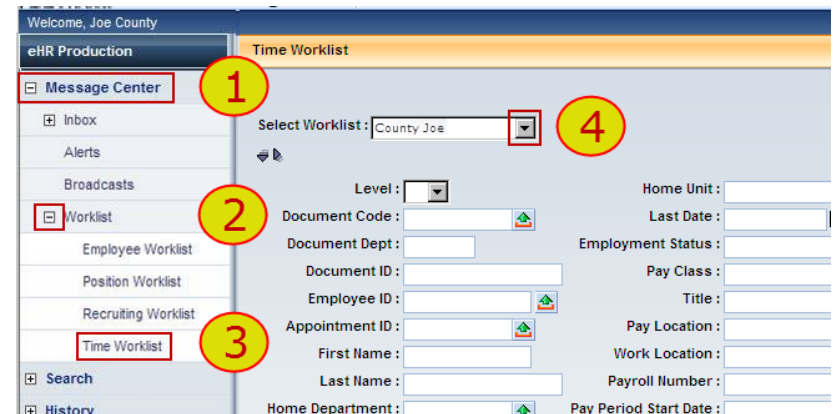 Welcome, Joe County
eHR Production
Time Worklist
Message Center
1
Inbox
Select Worklist : County Joe
4
Alerts
Broadcasts
Level :
Home Unit :
Worklist
2
Document Code :
Last Date :
Employee Worklist
Document Dept :
Employment Status :
Position Worklist
Document ID :
Pay Class :
Recruiting Worklist
Employee ID :
Title :
Time Worklist
3
Appointment ID :
Pay Location :
First Name :
Work Location :
Search
Last Name :
Payroll Number :
History
Home Department :
Pay Period Start Date :